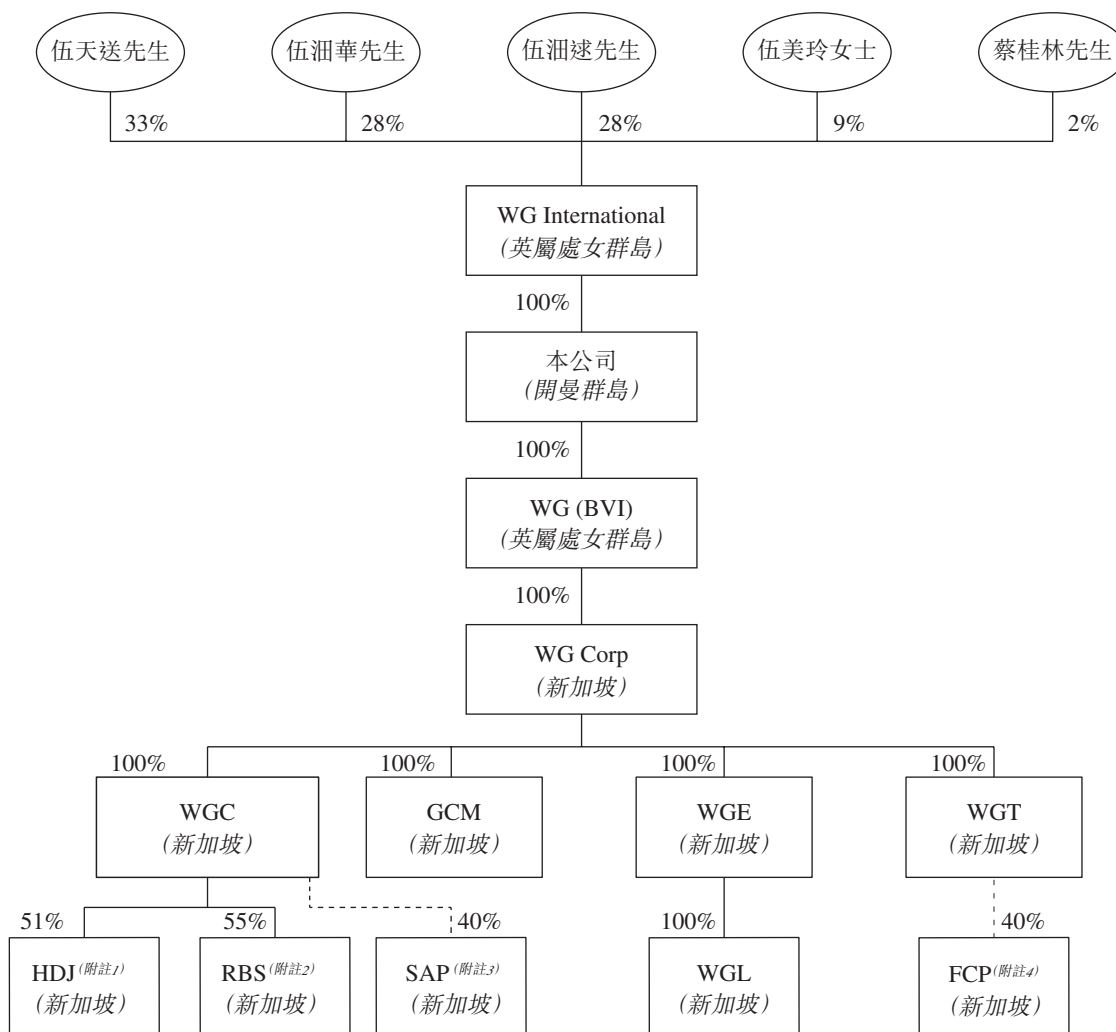 伍天送先生 伍沺華先生 伍沺逑先生 伍美玲女士 蔡桂林先生
33% 28% 28% 9% 2%
WG International
(英屬處女群島)
100%
本公司
(開曼群島)
100%
WG (BVI)
(英屬處女群島)
100%
WG Corp
(新加坡)
100% 100% 100% 100%
WGC GCM WGE WGT
(新加坡) (新加坡) (新加坡) (新加坡)
51% 55% 40% 100% 40%
HDJ(附註1) RBS(附註2) SAP(附註3) WGL FCP(附註4)
(新加坡) (新加坡) (新加坡) (新加坡) (新加坡)